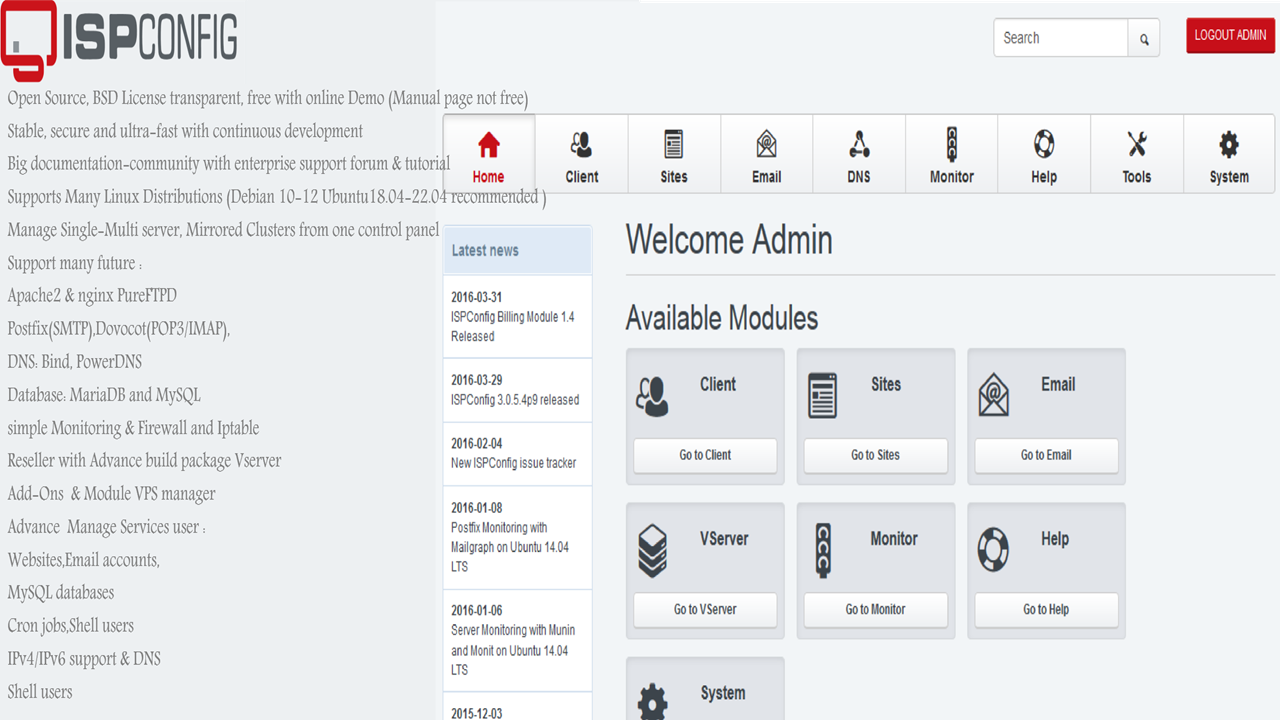 ISPCONFIG
Search
LOGOUT ADMIN
Open Source, BSD License transparent, free with online Demo (Manual page not free)
Stable, secure and ultra-fast with continuous development
Big documentation-community with enterprise support forum & tutorial
Supports Many Linux Distributions (Debian 10-12 Ubuntu18.04-22.04 recommended )
Manage Single-Multi server, Mirrored Clusters from one control panel
Support many future :
Apache2 & nginx PureFTPD
Postfix(SMTP),Dovocot(POP3/IMAP),
DNS: Bind, PowerDNS
Database: MariaDB and MySQL
simple Monitoring & Firewall and Iptable
Reseller with Advance build package Vserver
Add-Ons & Module VPS manager
Advance Manage Services user :
Websites,Email accounts,
MySQL databases
Cron jobs,Shell users
IPv4/IPv6 support & DNS
Shell users
Home
Client
Sites
Email
DNS
Monitor
Help
Tools
System
Latest news
2016-03-31
ISPConfig Billing Module 1.4
Released
2016-03-29
ISPConfig 3.0.5.4p9 released
2016-02-04
New ISPConfig issue tracker
2016-01-08
Postfix Monitoring with
Mailgraph on Ubuntu 14.04
LTS
2016-01-06
Server Monitoring with Munin
and Monit on Ubuntu 14.04
LTS
2015-12-03
Welcome Admin
Available Modules
Client
Go to Client
Sites
Go to Sites
Email
Go to Email
VServer
Go to VServer
Monitor
Go to Monitor
Help
Go to Help
System